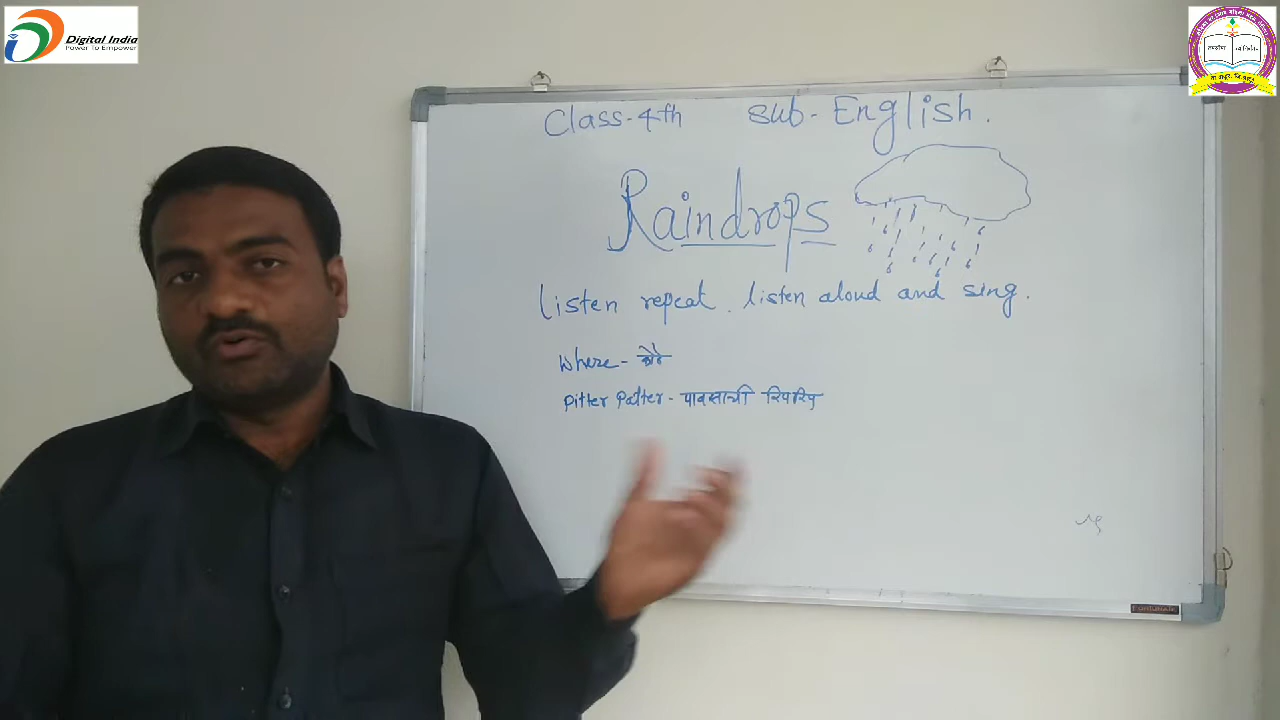 Digital India
Power To Empower
Class-4th sub-English.
Raindrops
listen repeat. listen aloud and sing.
where-
Pitter Patter- पावसाची रिपरिप